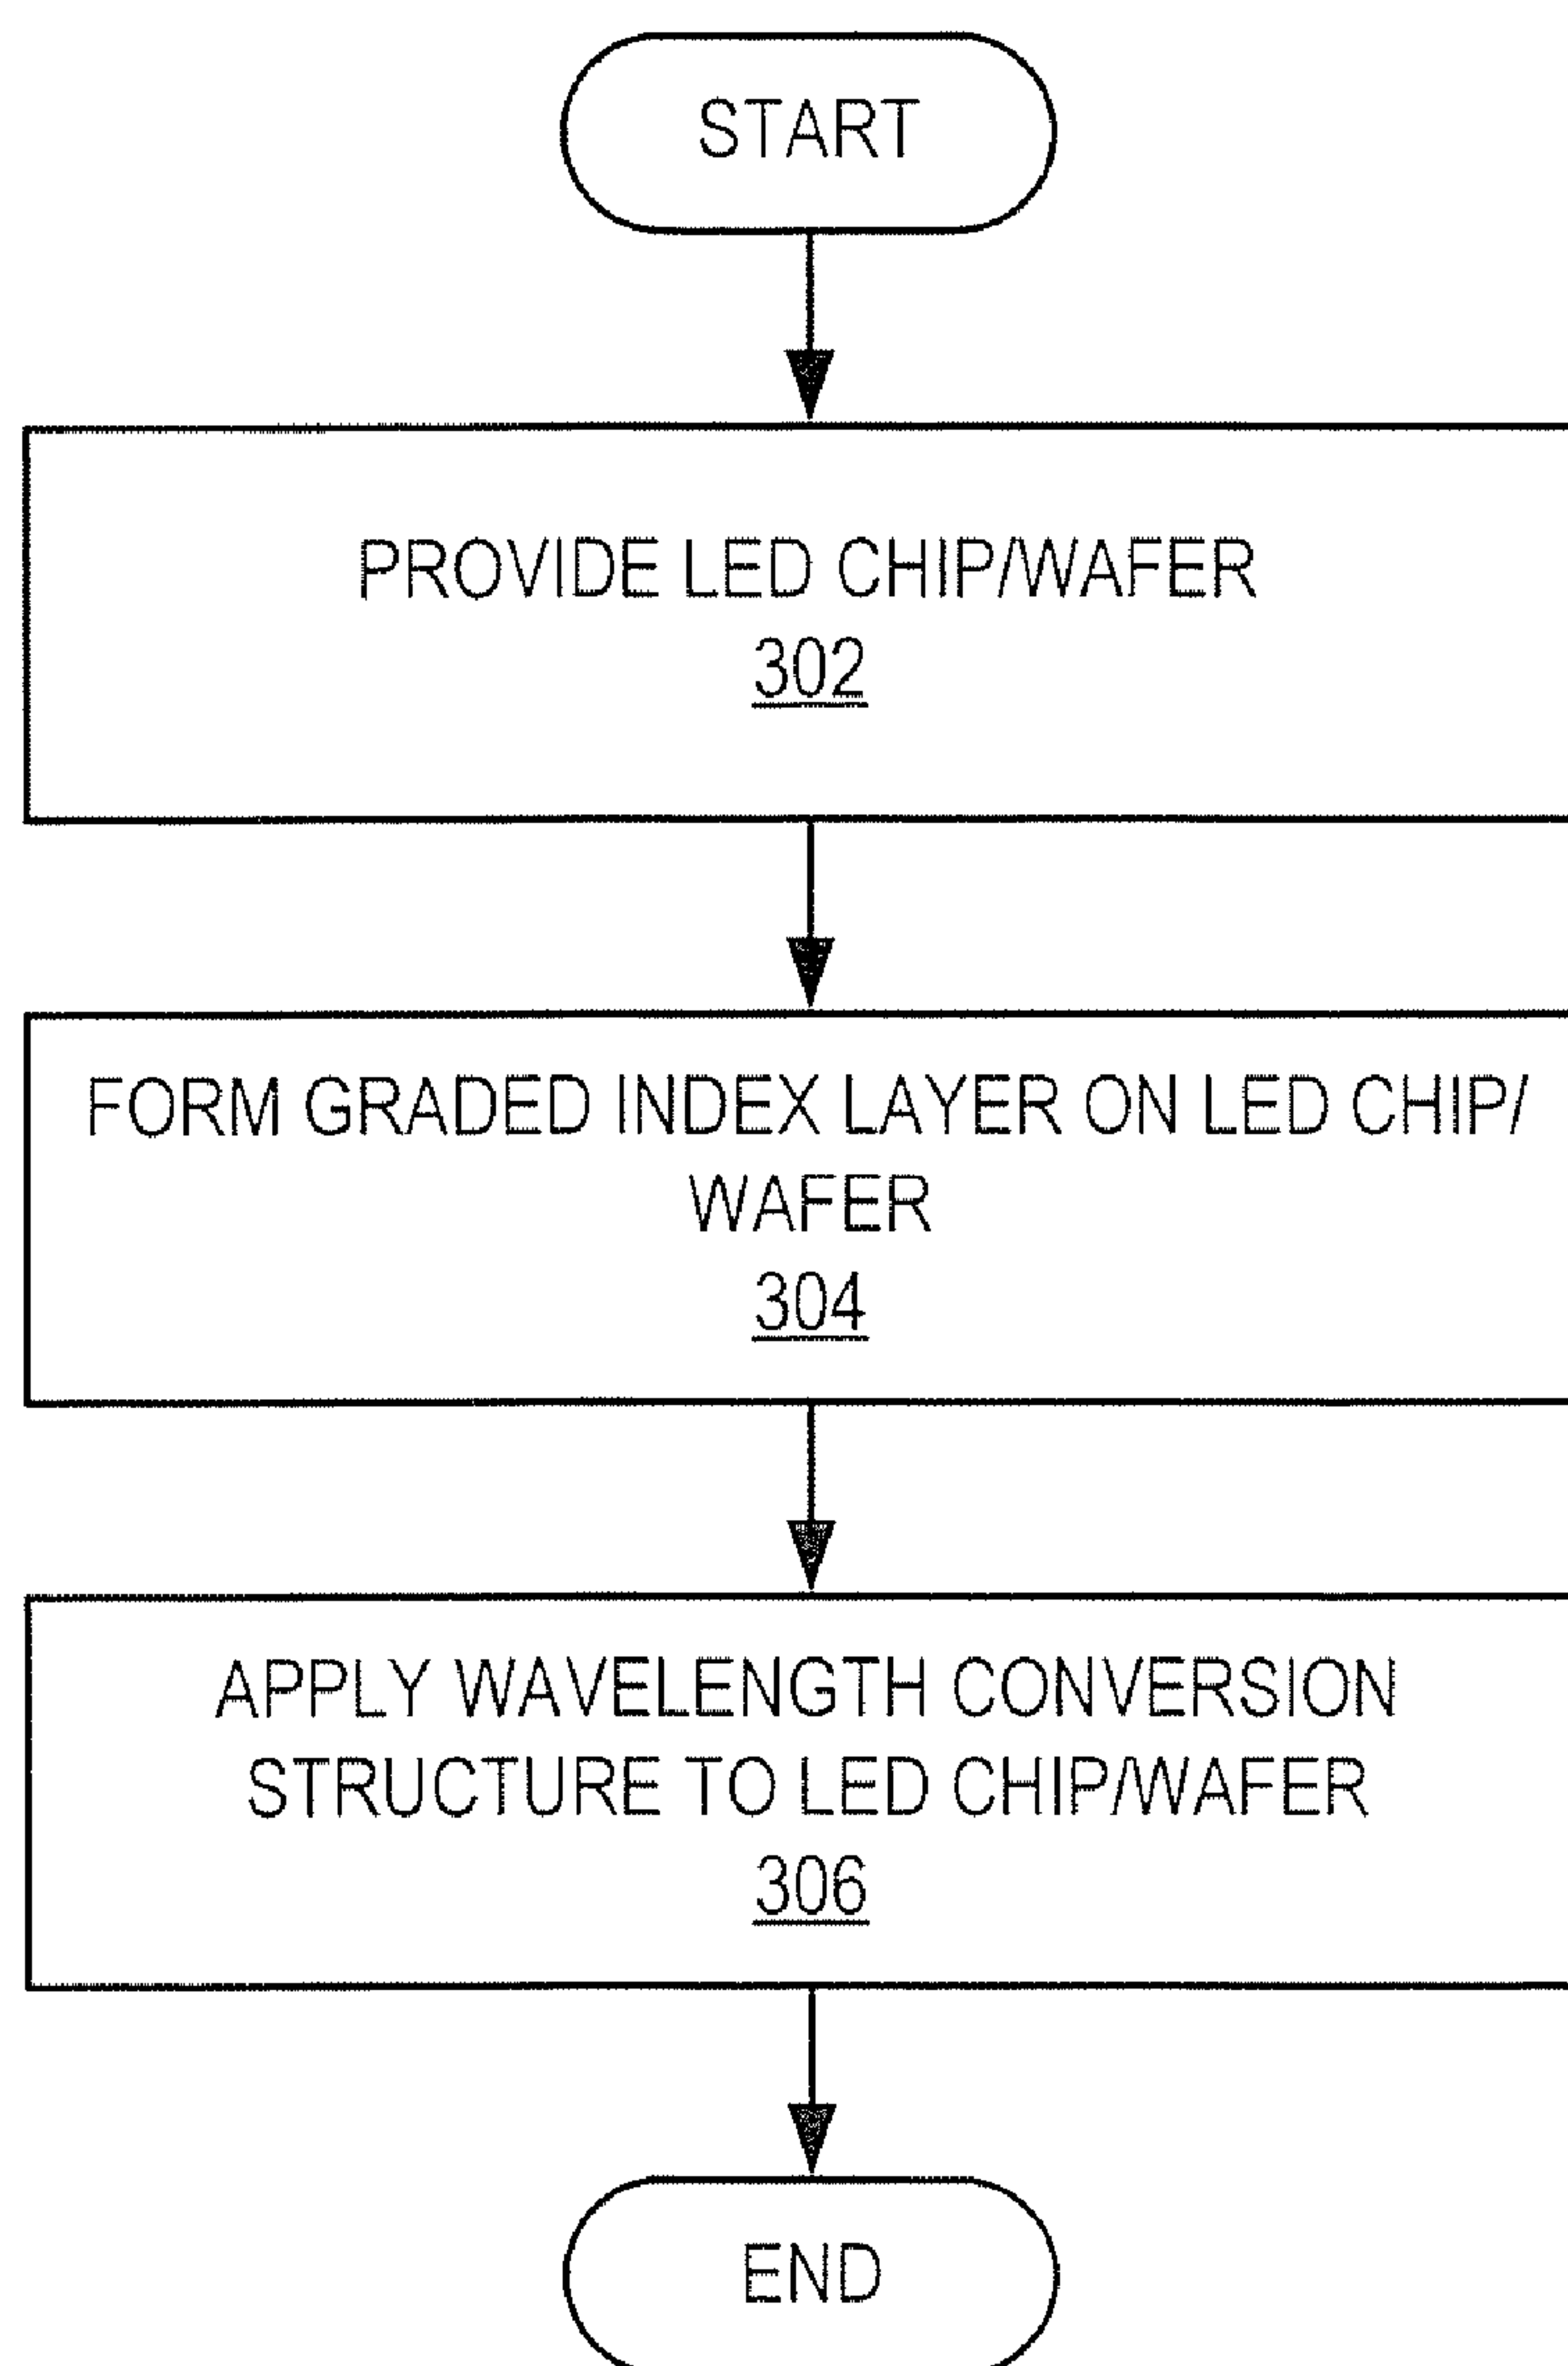 START
PROVIDE LED CHIP/WAFER
302
FORM GRADED INDEX LAYER ON LED CHIP/
WAFER
304
APPLY WAVELENGTH CONVERSION
STRUCTURE TO LED CHIP/WAFER
306
END